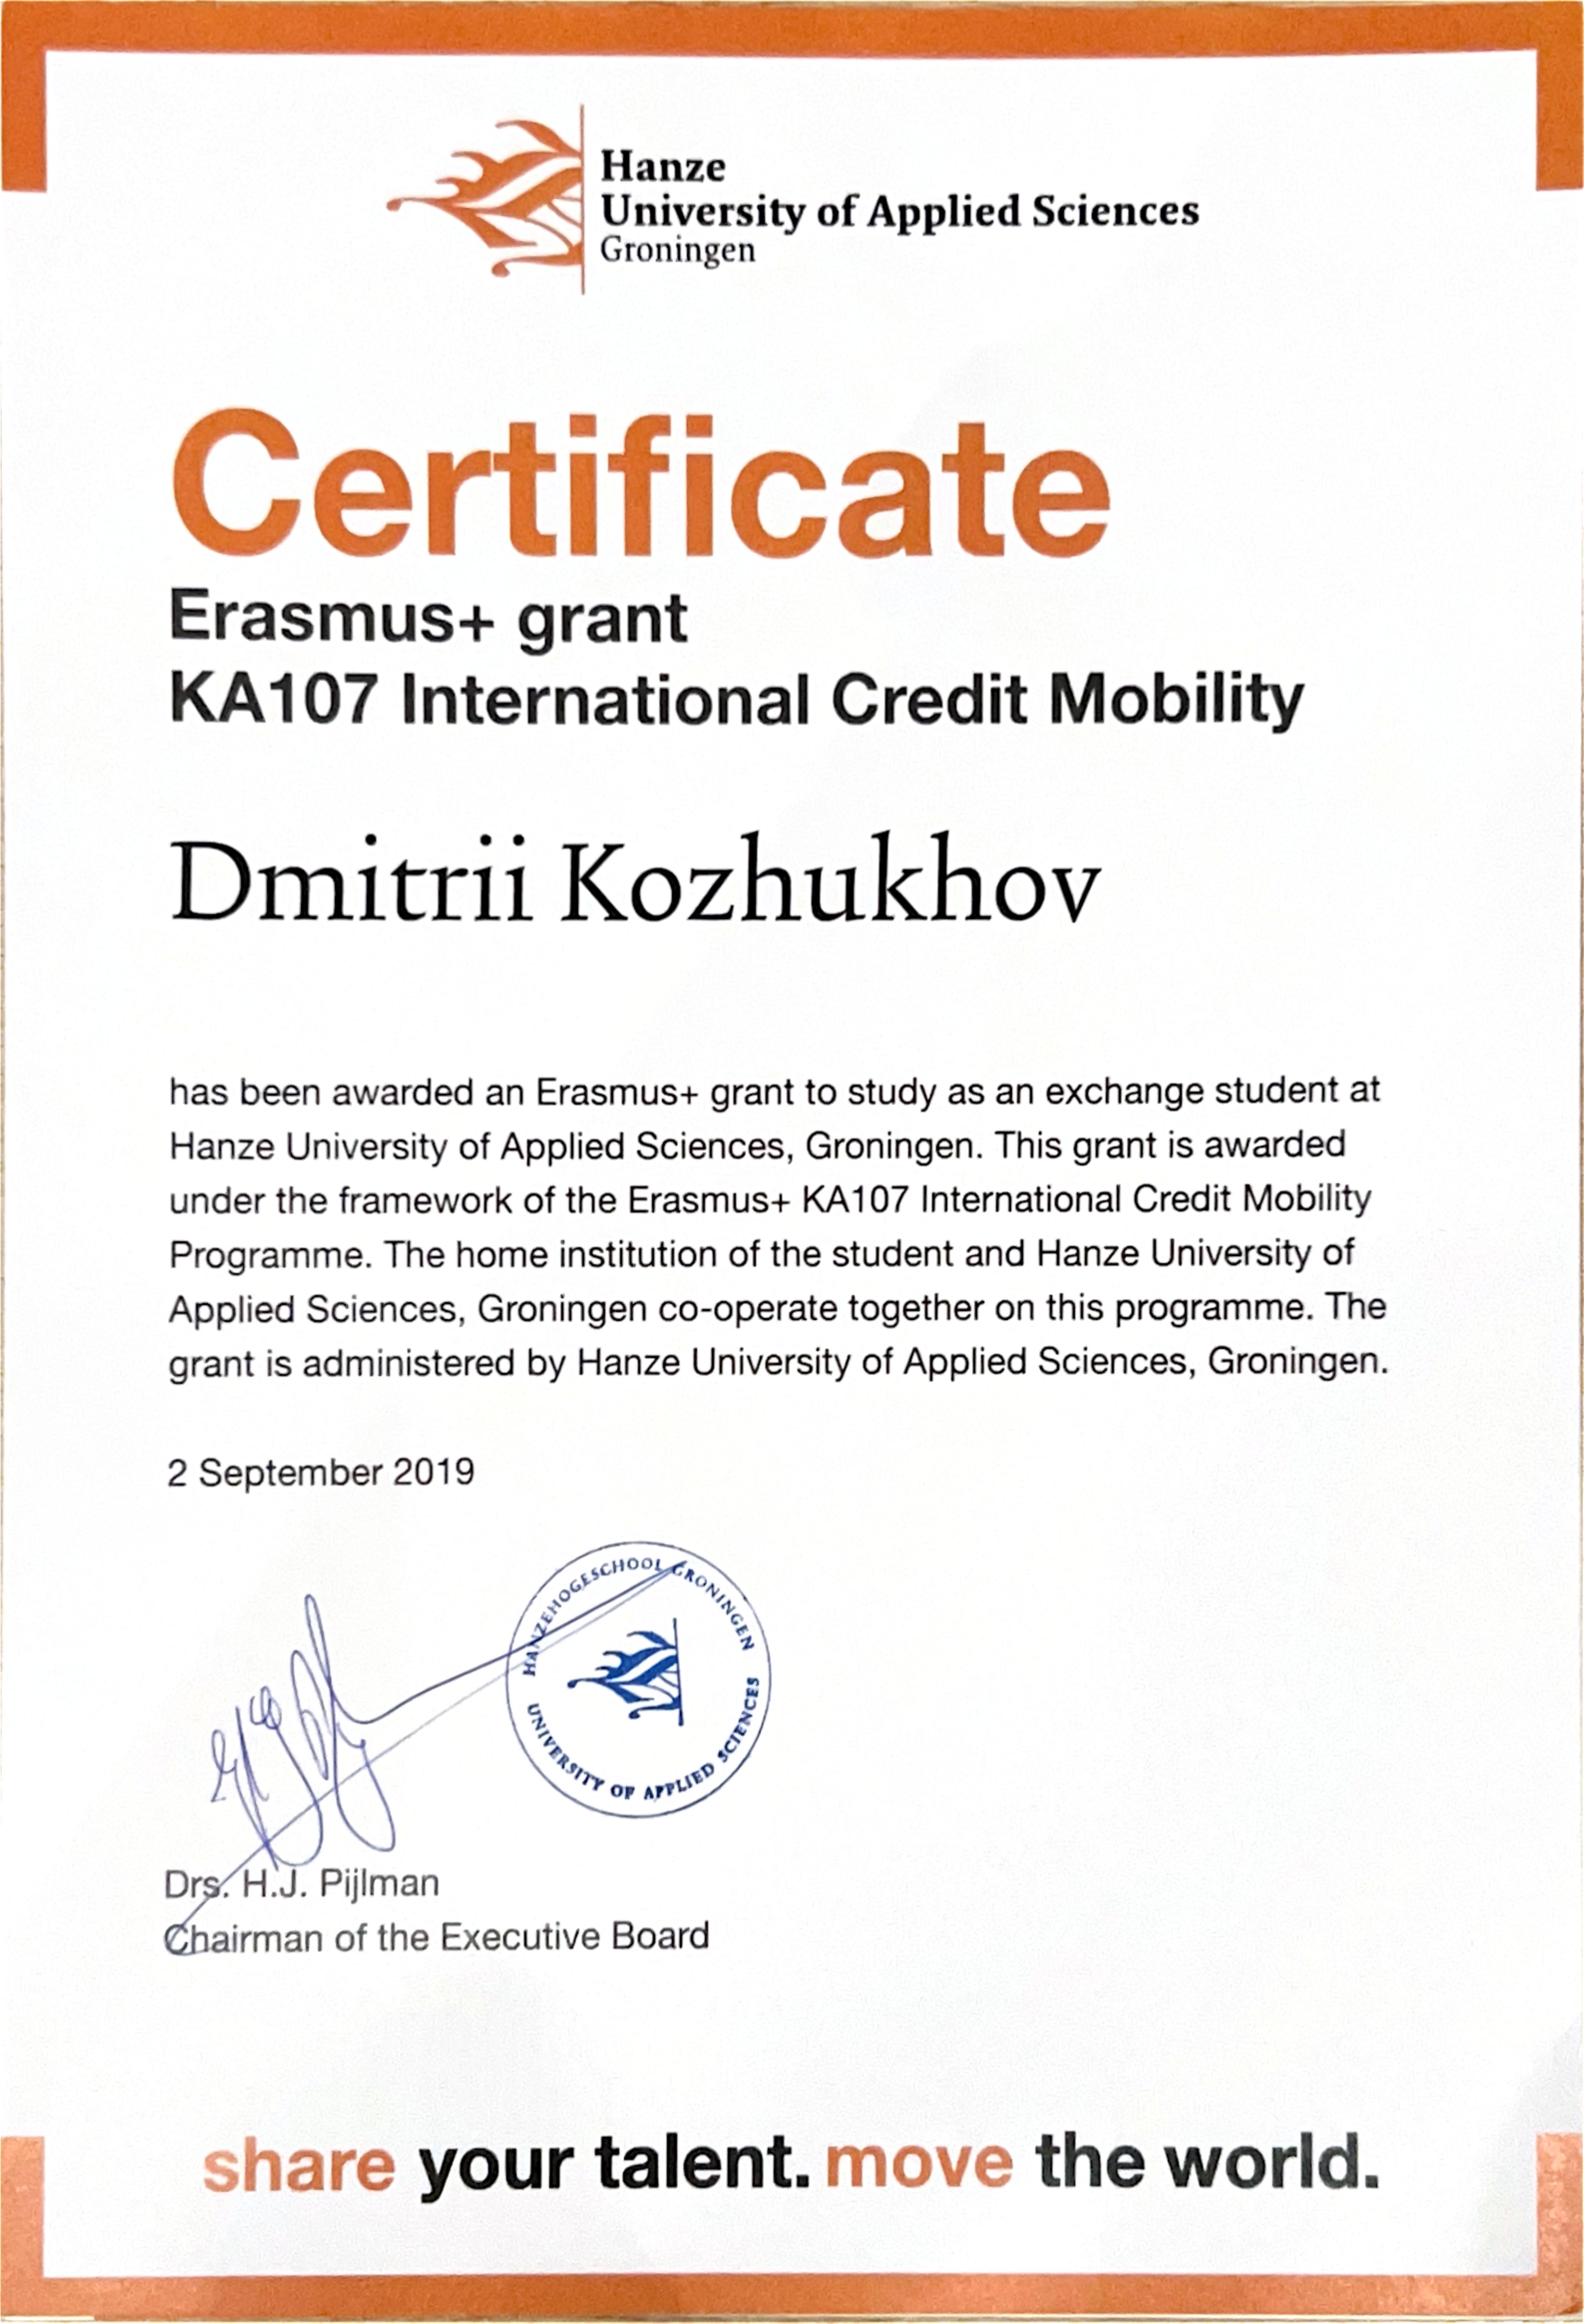 Hanze
University of Applied Sciences
Groningen
Certificate
Erasmus+ grant
KA107 International Credit Mobility
Dmitrii Kozhukhov
has been awarded an Erasmus+ grant to study as an exchange student at
Hanze University of Applied Sciences, Groningen. This grant is awarded
under the framework of the Erasmus+ KA107 International Credit Mobility
Programme. The home institution of the student and Hanze University of
Applied Sciences, Groningen co-operate together on this programme. The
grant is administered by Hanze University of Applied Sciences, Groningen.
2 September 2019
HANZEHOGESCHOOL GRONINGEN
UNIVERSITY OF APPLIED SCIENCES
Drs. H.J. Pijlman
Chairman of the Executive Board
share your talent. move the world.